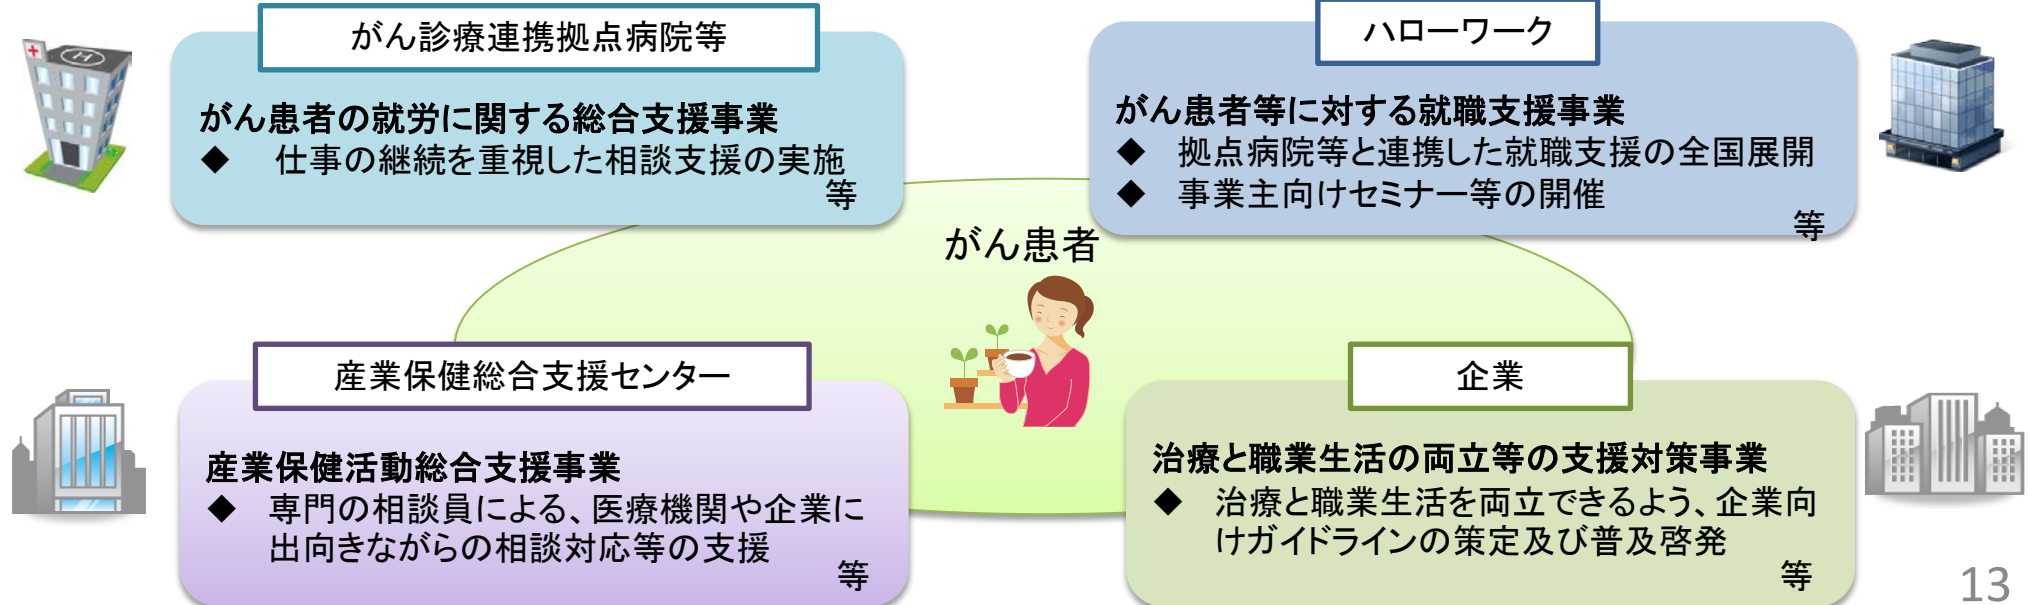 がん診療連携拠点病院等
がん患者の就労に関する総合支援事業
◆ 仕事の継続を重視した相談支援の実施
等
ハローワーク
がん患者等に対する就職支援事業
◆ 拠点病院等と連携した就職支援の全国展開
◆ 事業主向けセミナー等の開催
等
がん患者
産業保健総合支援センター
産業保健活動総合支援事業
◆ 専門の相談員による、医療機関や企業に
出向きながらの相談対応等の支援
等
企業
治療と職業生活の両立等の支援対策事業
◆ 治療と職業生活を両立できるよう、企業向
けガイドラインの策定及び普及啓発
等
13